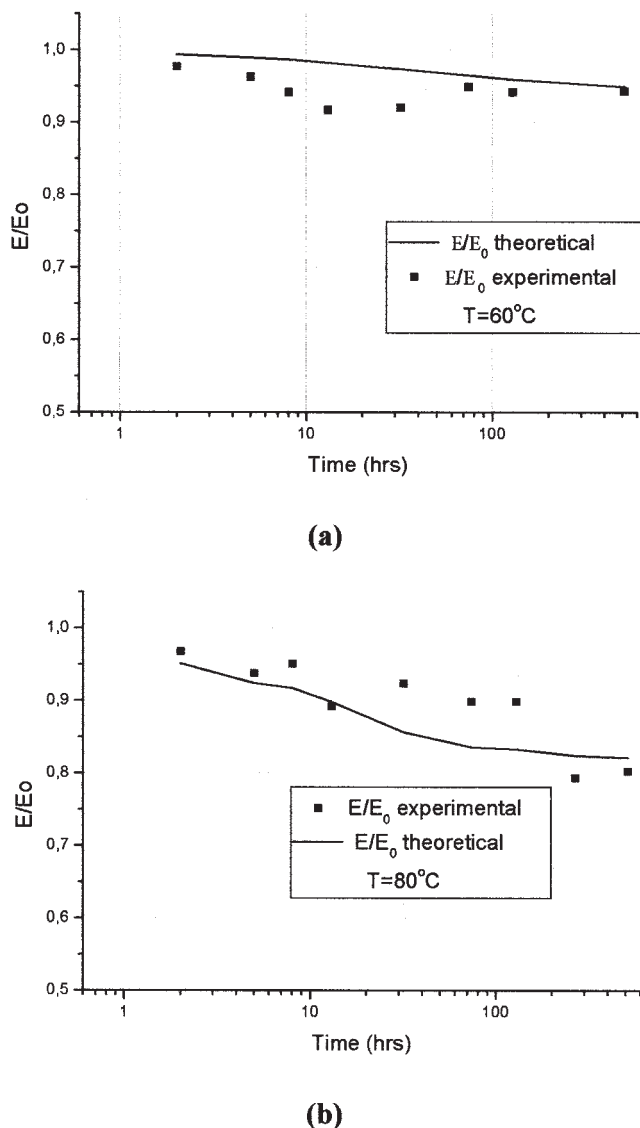 1,0
0,9
0,8
0,7
0,6
0,5
E/Eo
E/E₀ theoretical
E/E₀ experimental
T=60°C
1 10 100
Time (hrs)
(a)
1,0
0,9
0,8
0,7
0,6
0,5
E/Eo
E/E₀ experimental
E/E₀ theoretical
T=80°C
1 10 100
Time (hrs)
(b)